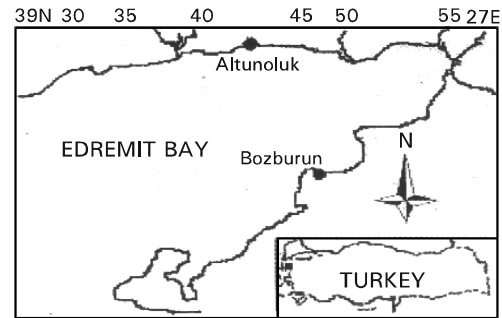 39N 30 35 40 45 50 55 27E
Altunoluk
EDREMIT BAY
Bozburun
N
TURKEY